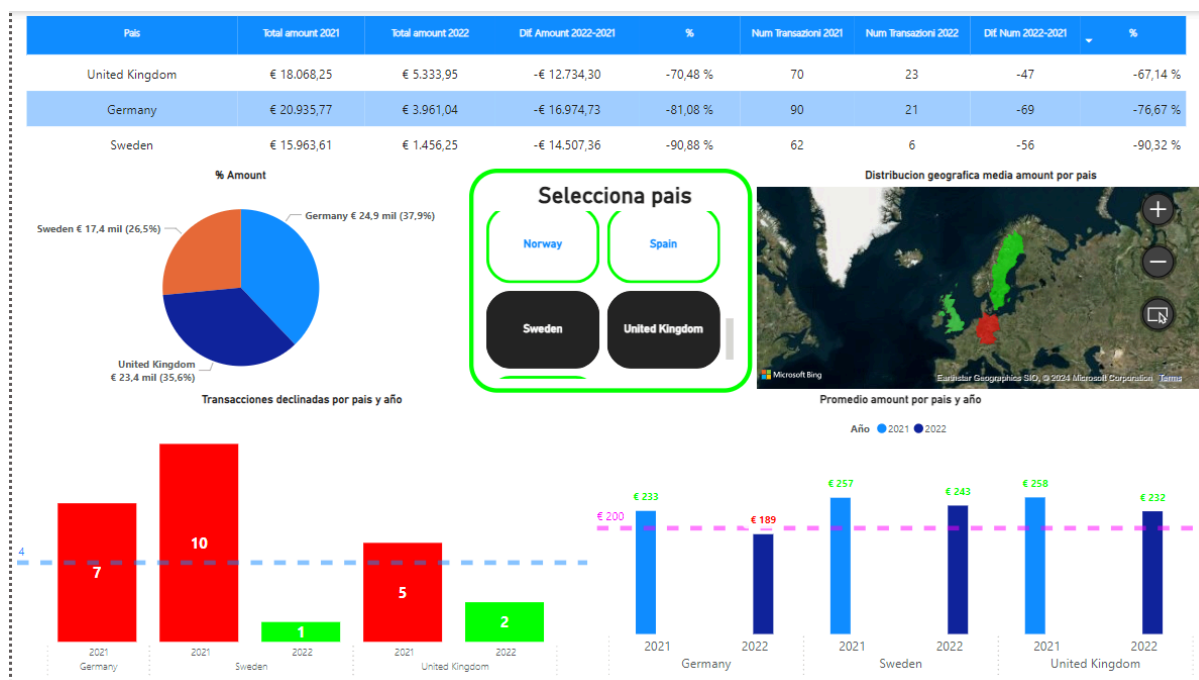 Pais Total amount 2021 Total amount 2022 Dif. Amount 2022-2021 % Num Transazioni 2021 Num Transazioni 2022 Dif. Num 2022-2021 %
United Kingdom € 18.068,25 € 5.333,95 -€ 12.734,30 -70,48 % 70 23 -47 -67,14 %
Germany € 20.935,77 € 3.961,04 -€ 16.974,73 -81,08 % 90 21 -69 -76,67 %
Sweden € 15.963,61 € 1.456,25 -€ 14.507,36 -90,88 % 62 6 -56 -90,32 %
% Amount
Germany € 24,9 mil (37,9%)
Sweden € 17,4 mil (26,5%)
United Kingdom
€ 23,4 mil (35,6%)
Selecciona pais
Norway Spain
Sweden United Kingdom
Distribucion geografica media amount por pais
Microsoft Bing
Earthstar Geographics SIO, © 2024 Microsoft Corporation Terms
Transacciones declinadas por pais y año
4
7
10
1
5
2
2021 2021 2022 2021 2022
Germany Sweden United Kingdom
Promedio amount por pais y año
Año 2021 2022
€ 200
€ 233
€ 189
€ 257
€ 243
€ 258
€ 232
2021 2022 2021 2022 2021 2022
Germany Sweden United Kingdom